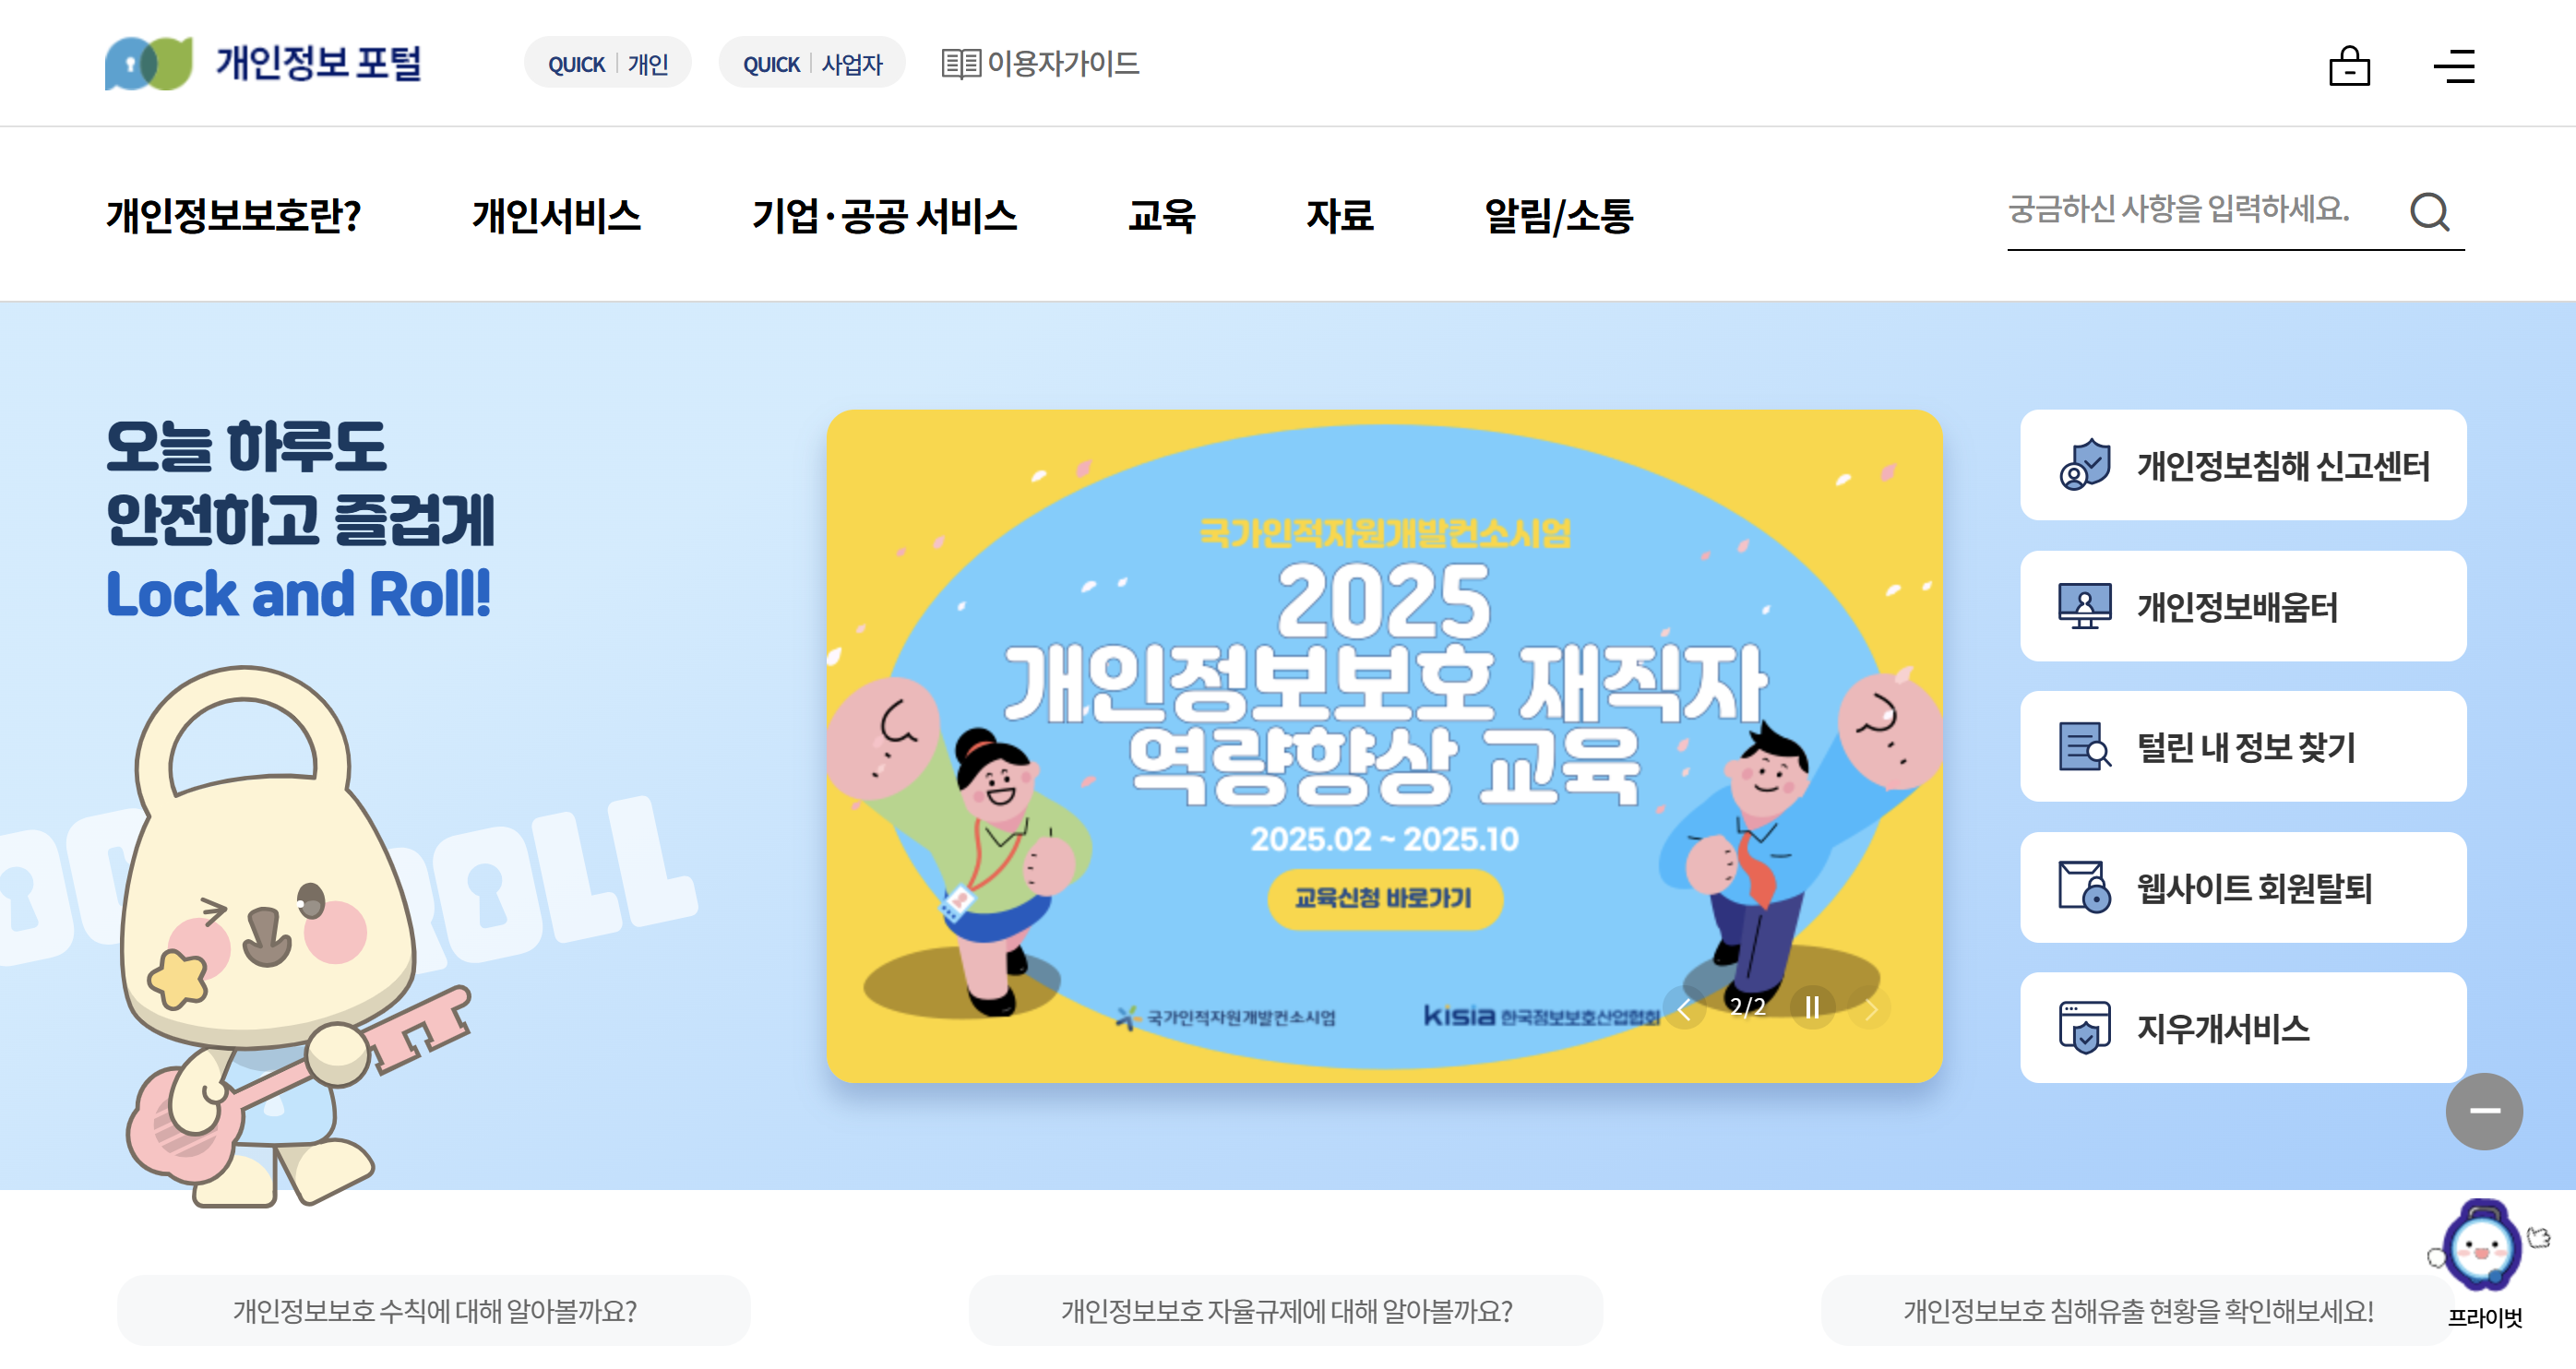 개인정보 포털
QUICK 개인
QUICK 사업자
이용자가이드
개인정보보호란?
개인서비스
기업·공공 서비스
교육
자료
알림/소통
궁금하신 사항을 입력하세요.
오늘 하루도
안전하고 즐겁게
Lock and Roll!
ROLL
국가인적자원개발컨소시엄
2025
개인정보보호 재직자
역량향상 교육
2025.02 ~ 2025.10
교육신청 바로가기
국가인적자원개발컨소시엄
kisia 한국정보보호산업협회
2/2
개인정보침해 신고센터
개인정보배움터
털린 내 정보 찾기
웹사이트 회원탈퇴
지우개서비스
프라이벗
개인정보보호 수칙에 대해 알아볼까요?
개인정보보호 자율규제에 대해 알아볼까요?
개인정보보호 침해유출 현황을 확인해보세요!